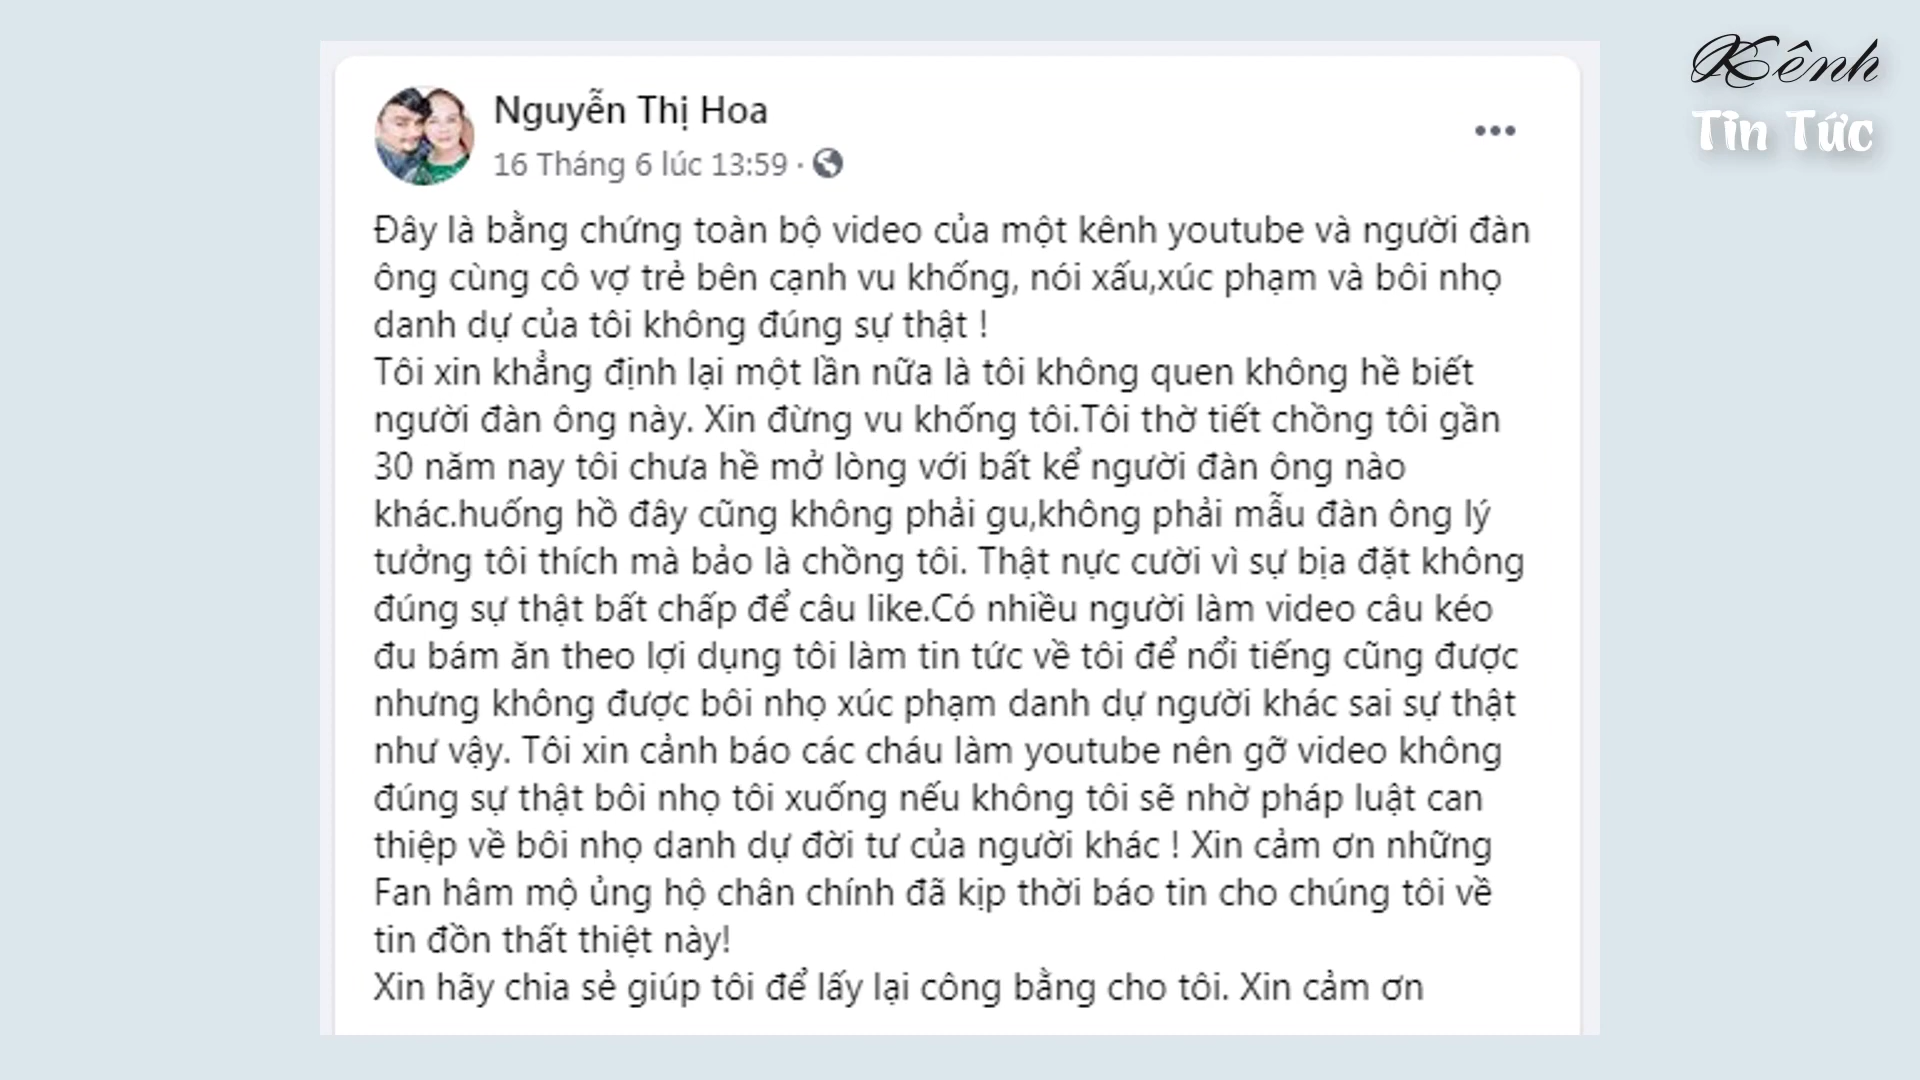 Kênh
Tin Tức
Nguyễn Thị Hoa
16 Tháng 6 lúc 13:59 ·
Đây là bằng chứng toàn bộ video của một kênh youtube và người đàn
ông cùng cô vợ trẻ bên cạnh vu khống, nói xấu,xúc phạm và bôi nhọ
danh dự của tôi không đúng sự thật !
Tôi xin khẳng định lại một lần nữa là tôi không quen không hề biết
người đàn ông này. Xin đừng vu khống tôi.Tôi thờ tiết chồng tôi gần
30 năm nay tôi chưa hề mở lòng với bất kể người đàn ông nào
khác.huống hồ đây cũng không phải gu,không phải mẫu đàn ông lý
tưởng tôi thích mà bảo là chồng tôi. Thật nực cười vì sự bịa đặt không
đúng sự thật bất chấp để câu like.Có nhiều người làm video câu kéo
đu bám ăn theo lợi dụng tôi làm tin tức về tôi để nổi tiếng cũng được
nhưng không được bôi nhọ xúc phạm danh dự người khác sai sự thật
như vậy. Tôi xin cảnh báo các cháu làm youtube nên gỡ video không
đúng sự thật bôi nhọ tôi xuống nếu không tôi sẽ nhờ pháp luật can
thiệp về bôi nhọ danh dự đời tư của người khác ! Xin cảm ơn những
Fan hâm mộ ủng hộ chân chính đã kịp thời báo tin cho chúng tôi về
tin đồn thất thiệt này!
Xin hãy chia sẻ giúp tôi để lấy lại công bằng cho tôi. Xin cảm ơn